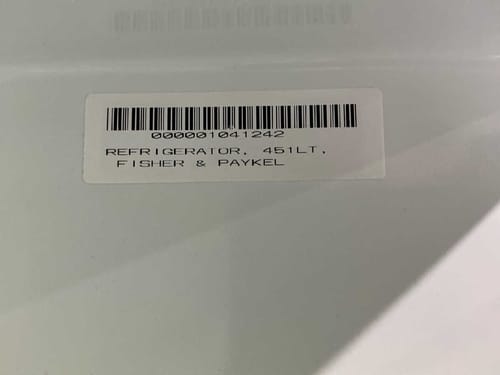 000001041242
REFRIGERATOR, 451LT,
FISHER & PAYKEL